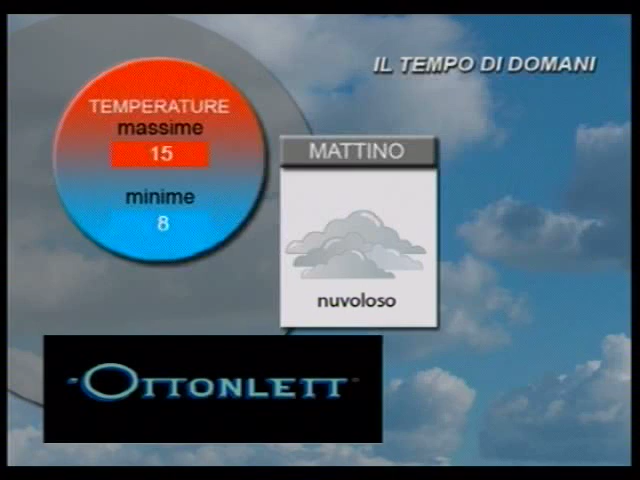 IL TEMPO DI DOMANI
TEMPERATURE
massime
15
minime
8
MATTINO
nuvoloso
OTTONLETT